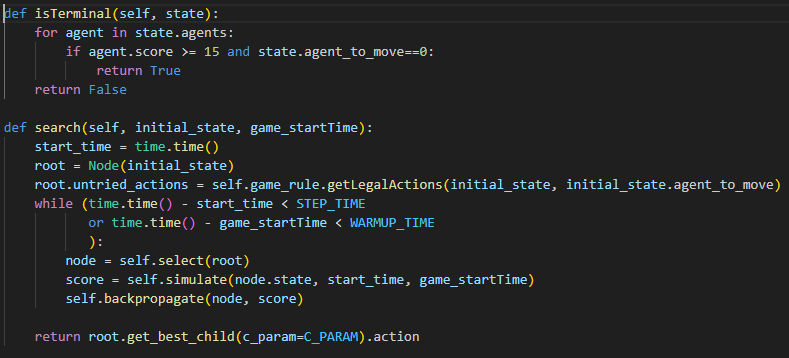 def isTerminal(self, state):
    for agent in state.agents:
        if agent.score >= 15 and state.agent_to_move==0:
            return True
    return False

def search(self, initial_state, game_startTime):
    start_time = time.time()
    root = Node(initial_state)
    root.untried_actions = self.game_rule.getLegalActions(initial_state, initial_state.agent_to_move)
    while (time.time() - start_time < STEP_TIME
           or time.time() - game_startTime < WARMUP_TIME
           ):
        node = self.select(root)
        score = self.simulate(node.state, start_time, game_startTime)
        self.backpropagate(node, score)

    return root.get_best_child(c_param=C_PARAM).action